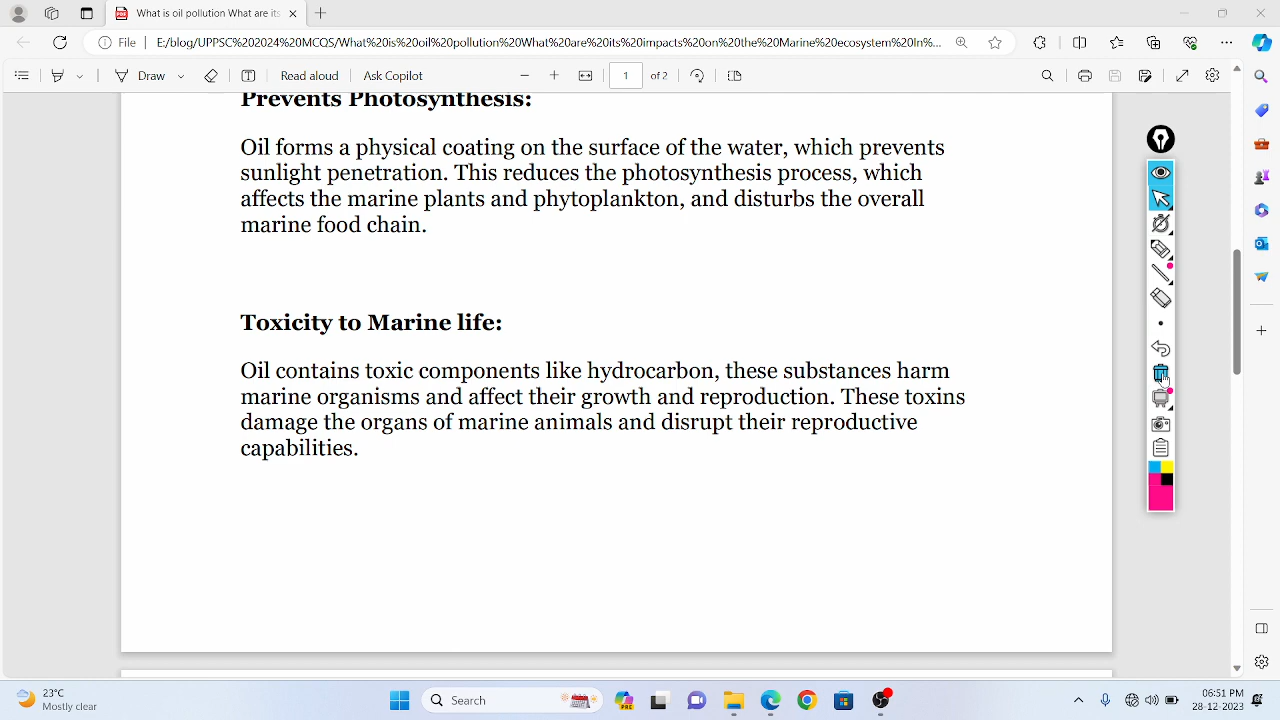 What is oil pollution What are its
File
E:/blog/UPPSC%202024%20MCQS/What%20is%20oil%20pollution%20What%20are%20its%20impacts%20on%20the%20Marine%20ecosystem%20In%...
Draw
Read aloud
Ask Copilot
1
of 2
Prevents Photosynthesis:
Oil forms a physical coating on the surface of the water, which prevents
sunlight penetration. This reduces the photosynthesis process, which
affects the marine plants and phytoplankton, and disturbs the overall
marine food chain.
Toxicity to Marine life:
Oil contains toxic components like hydrocarbon, these substances harm
marine organisms and affect their growth and reproduction. These toxins
damage the organs of marine animals and disrupt their reproductive
capabilities.
23°C
Mostly clear
Search
06:51 PM
28-12-2023